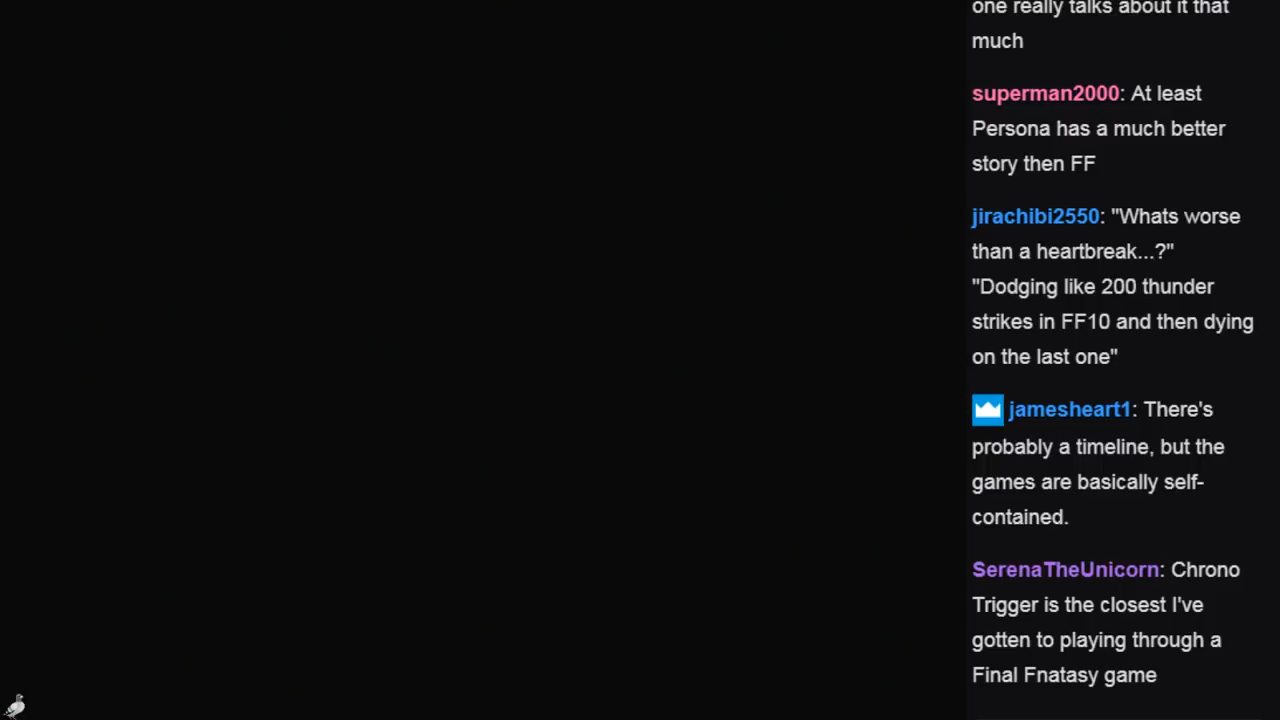 one really talks about it that
much
superman2000: At least
Persona has a much better
story then FF
jirachibi2550: "Whats worse
than a heartbreak...?"
"Dodging like 200 thunder
strikes in FF10 and then dying
on the last one"
jamesheart1: There's
probably a timeline, but the
games are basically self-
contained.
SerenaTheUnicorn: Chrono
Trigger is the closest I've
gotten to playing through a
Final Fnatasy game